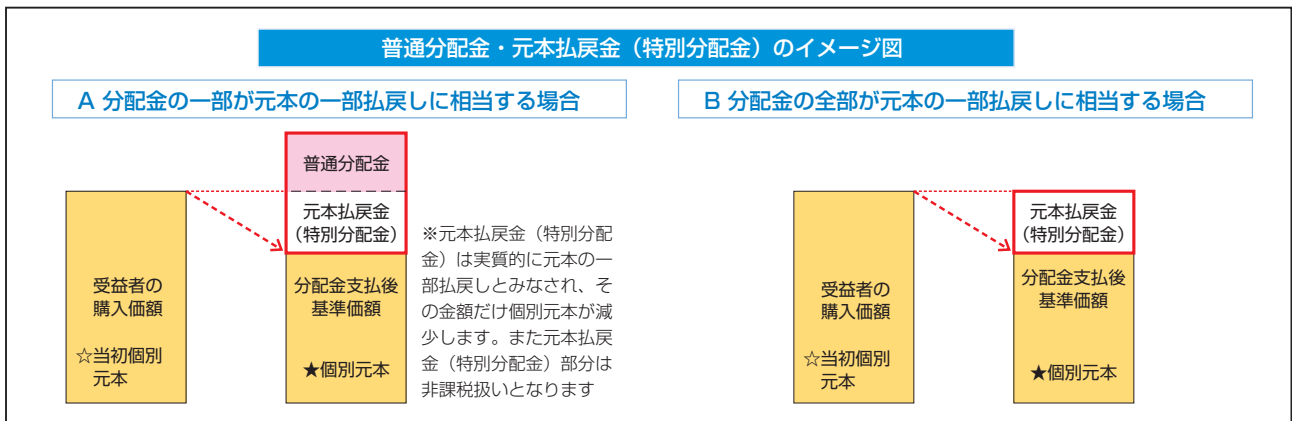 普通分配金・元本払戻金（特別分配金）のイメージ図
A 分配金の一部が元本の一部払戻しに相当する場合
普通分配金
元本払戻金
（特別分配金）
受益者の
購入価額
☆当初個別
元本
分配金支払後
基準価額
★個別元本
※元本払戻金（特別分配
金）は実質的に元本の一
部払戻しとみなされ、そ
の金額だけ個別元本が減
少します。また元本払戻
金（特別分配金）部分は
非課税扱いとなります
B 分配金の全部が元本の一部払戻しに相当する場合
元本払戻金
（特別分配金）
受益者の
購入価額
☆当初個別
元本
分配金支払後
基準価額
★個別元本